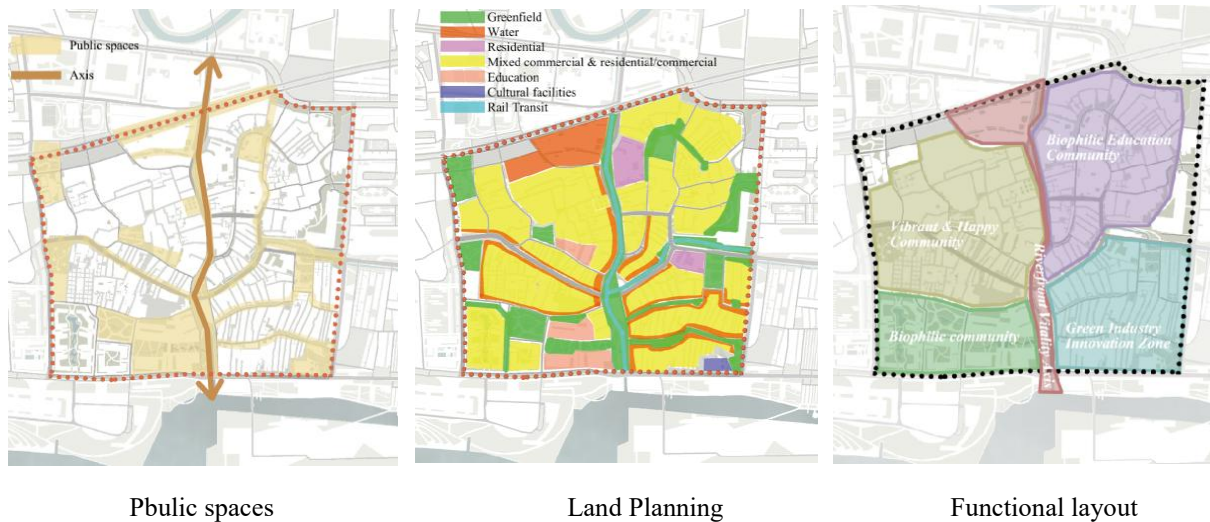 Public spaces
Axis
Greenfield
Water
Residential
Mixed commercial & residential/commercial
Education
Cultural facilities
Rail Transit
Biophilic Education
Community
Vibrant & Happy
Community
Riverfront Vitality Axis
Biophilic community
Green Industry
Innovation Zone
Pbulic spaces
Land Planning
Functional layout